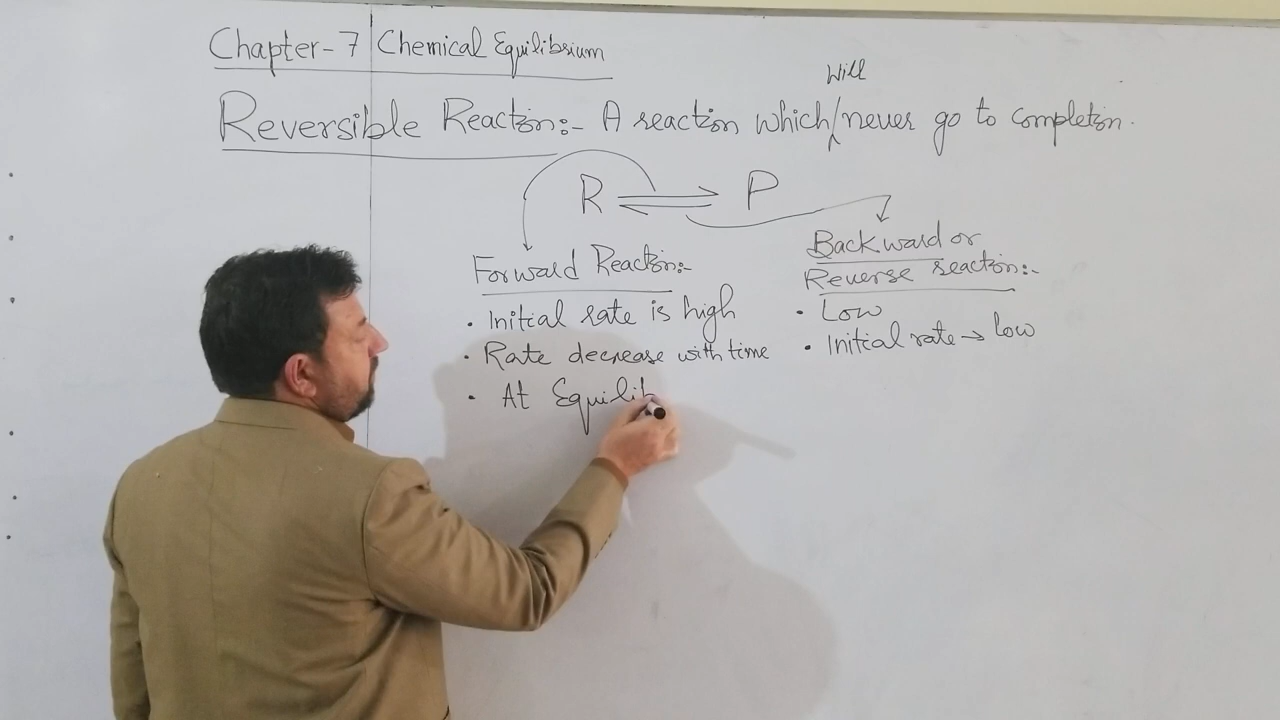 Chapter-7 Chemical Equilibrium
Will
Reversible Reaction:- A reaction which never go to completion.
R ⇌ P
Forward Reaction:-
• Initial rate is high
• Rate decrease with time
• At Equilib
Backward or
Reverse reaction:-
• Low
• Initial rate → low